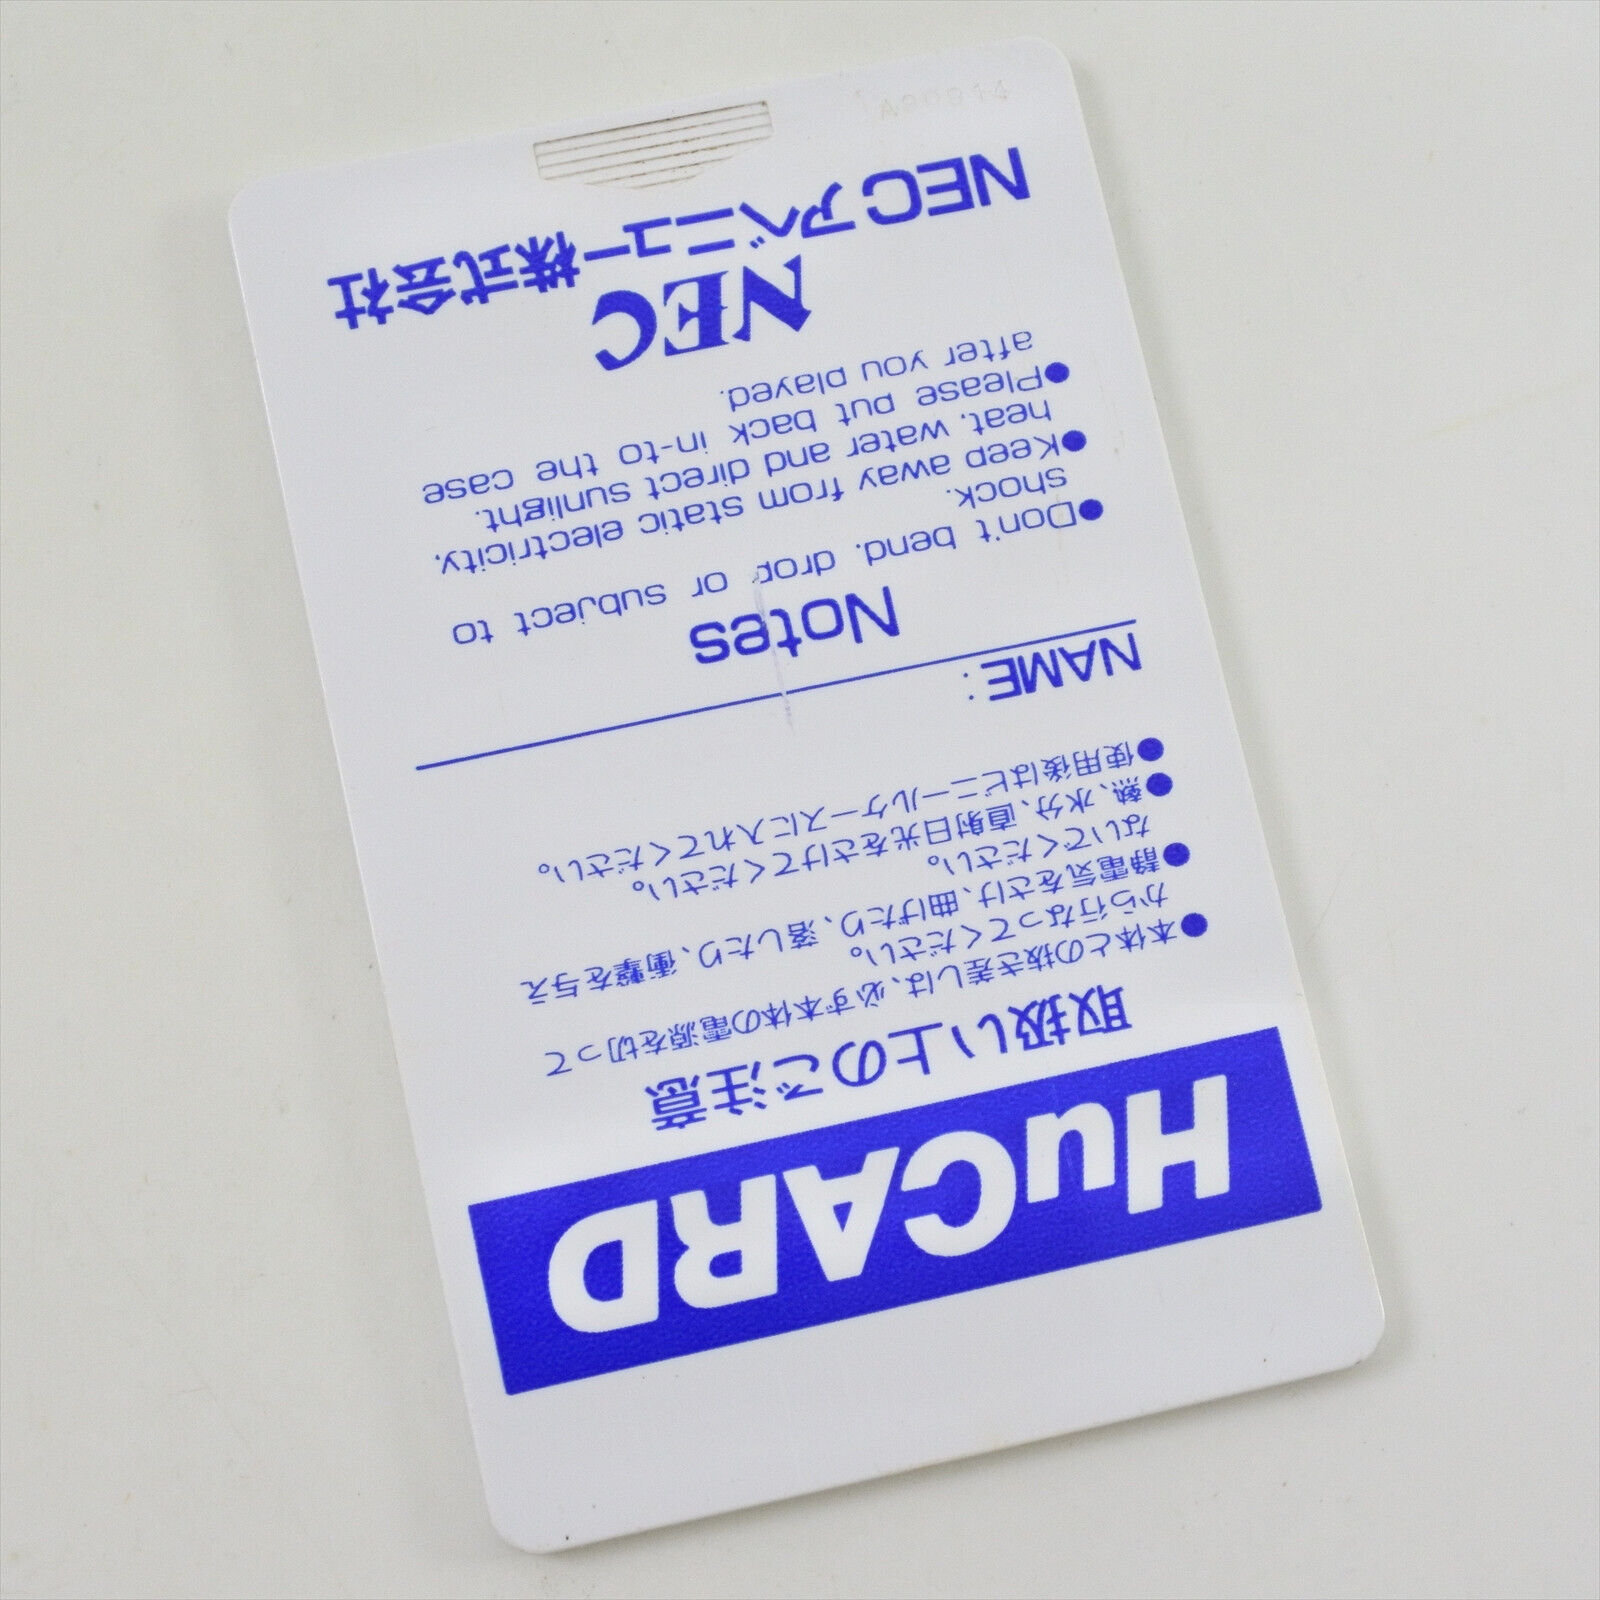 HuCARD
取扱い上のご注意
●本体との抜き差しは、必ず本体の電源を切って
から行なってください。
●静電気をさけ、曲げたり、落したり、衝撃を与え
ないでください。
●熱、水分、直射日光をさけてください。
●使用後はビニールケースに入れてください。
NAME:
Notes
●Don't bend, drop or subject to
shock.
●Keep away from static electricity,
heat, water and direct sunlight.
●Please put back in-to the case
after you played.
NEC
NECアベニュー株式会社